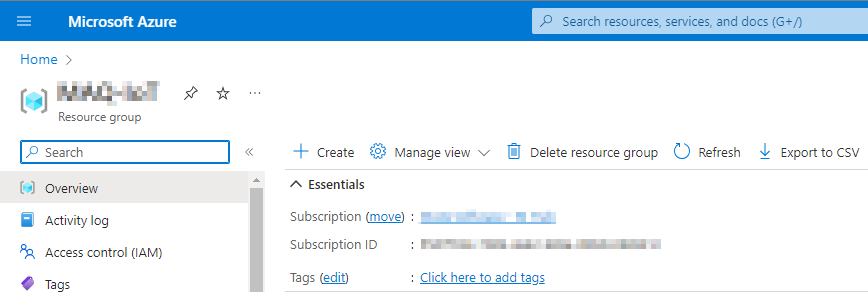 Microsoft Azure
Search resources, services, and docs (G+/)
Home >
Resource group
Search
«
Overview
Activity log
Access control (IAM)
Tags
+ Create
Manage view
Delete resource group
Refresh
Export to CSV
Essentials
Subscription (move) :
Subscription ID :
Tags (edit) : Click here to add tags